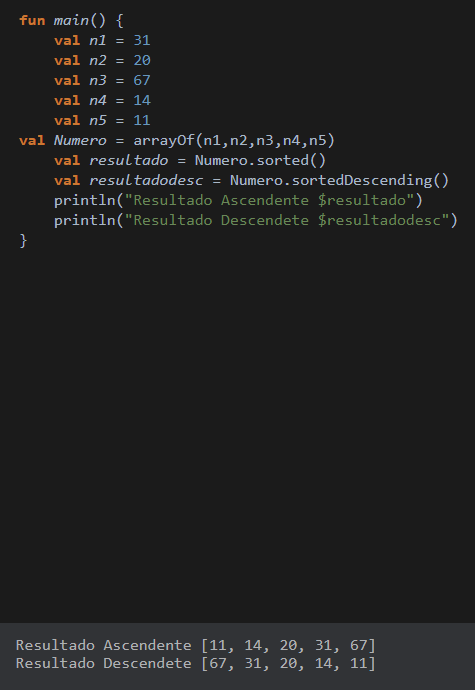 fun main() {
    val n1 = 31
    val n2 = 20
    val n3 = 67
    val n4 = 14
    val n5 = 11
val Numero = arrayOf(n1,n2,n3,n4,n5)
    val resultado = Numero.sorted()
    val resultadodesc = Numero.sortedDescending()
    println("Resultado Ascendente $resultado")
    println("Resultado Descendete $resultadodesc")
}
Resultado Ascendente [11, 14, 20, 31, 67]
Resultado Descendete [67, 31, 20, 14, 11]